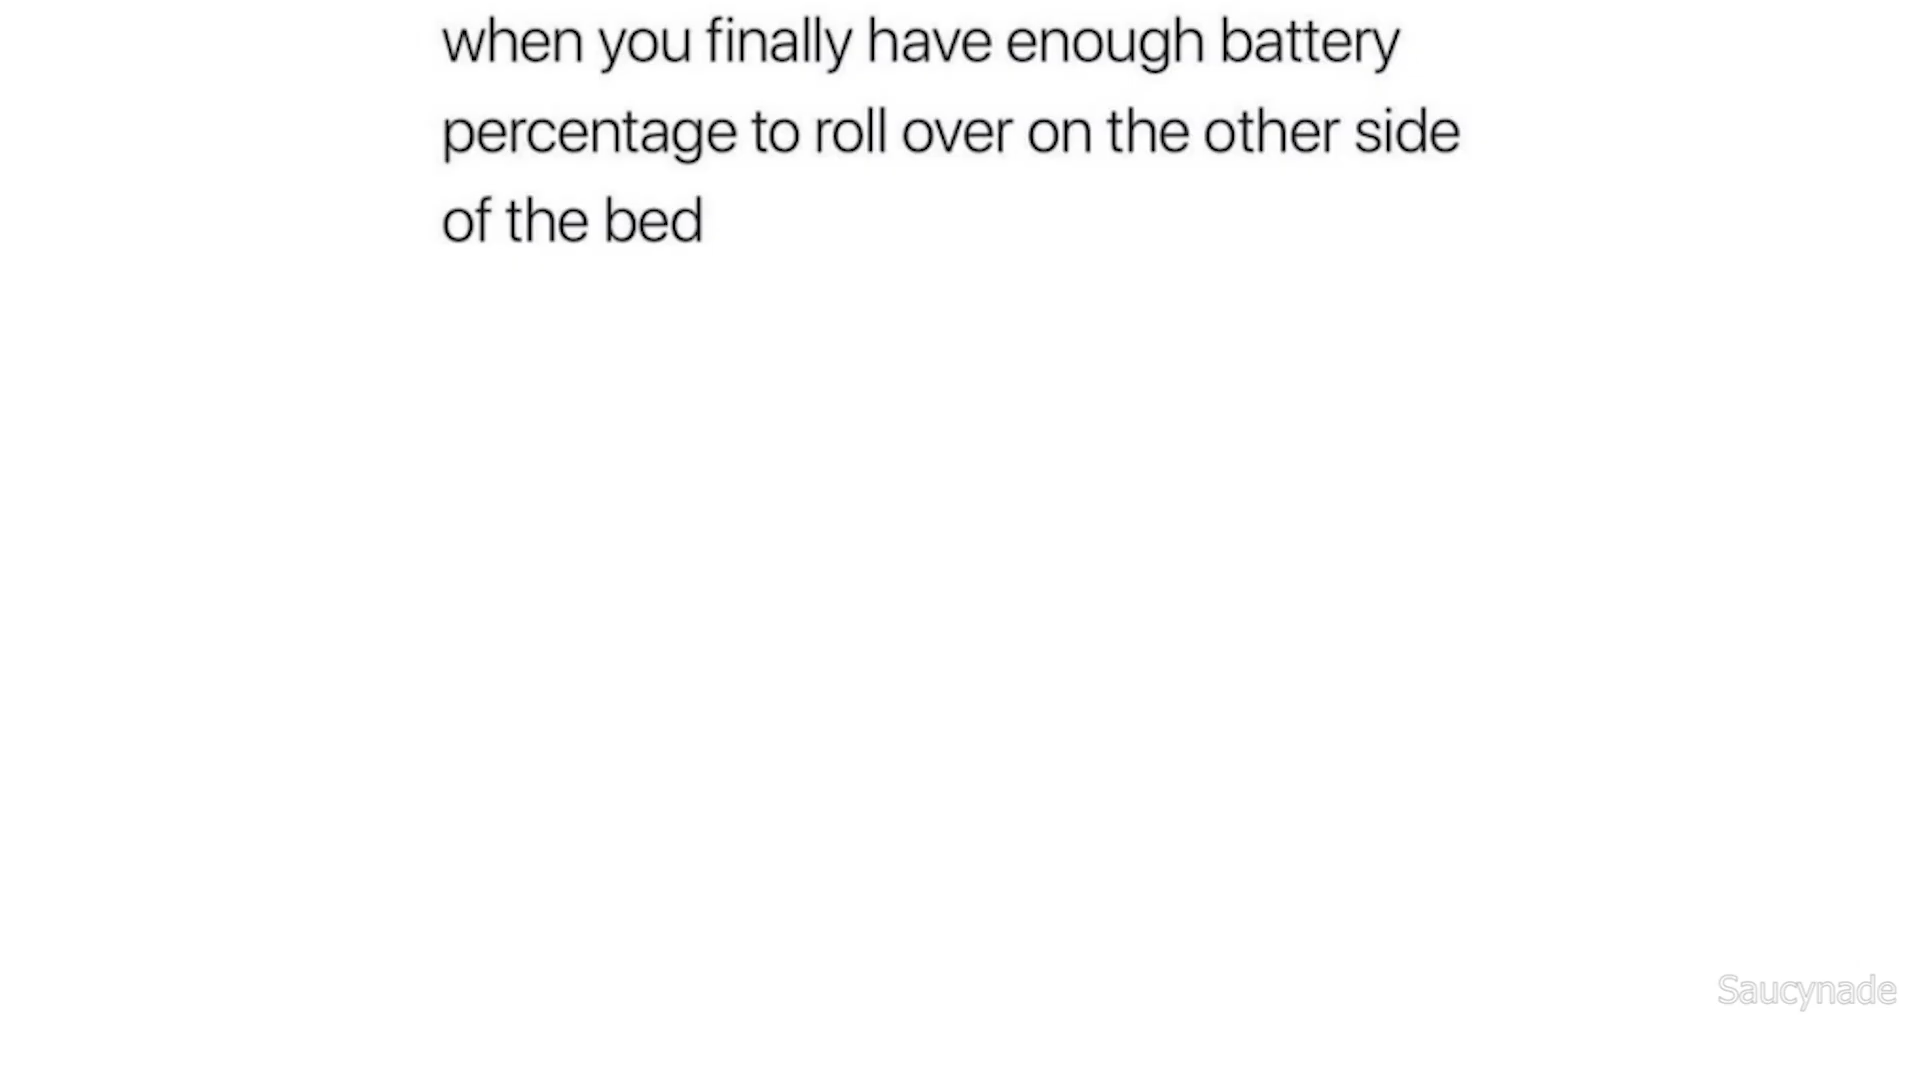 when you finally have enough battery
percentage to roll over on the other side
of the bed
Saucynade